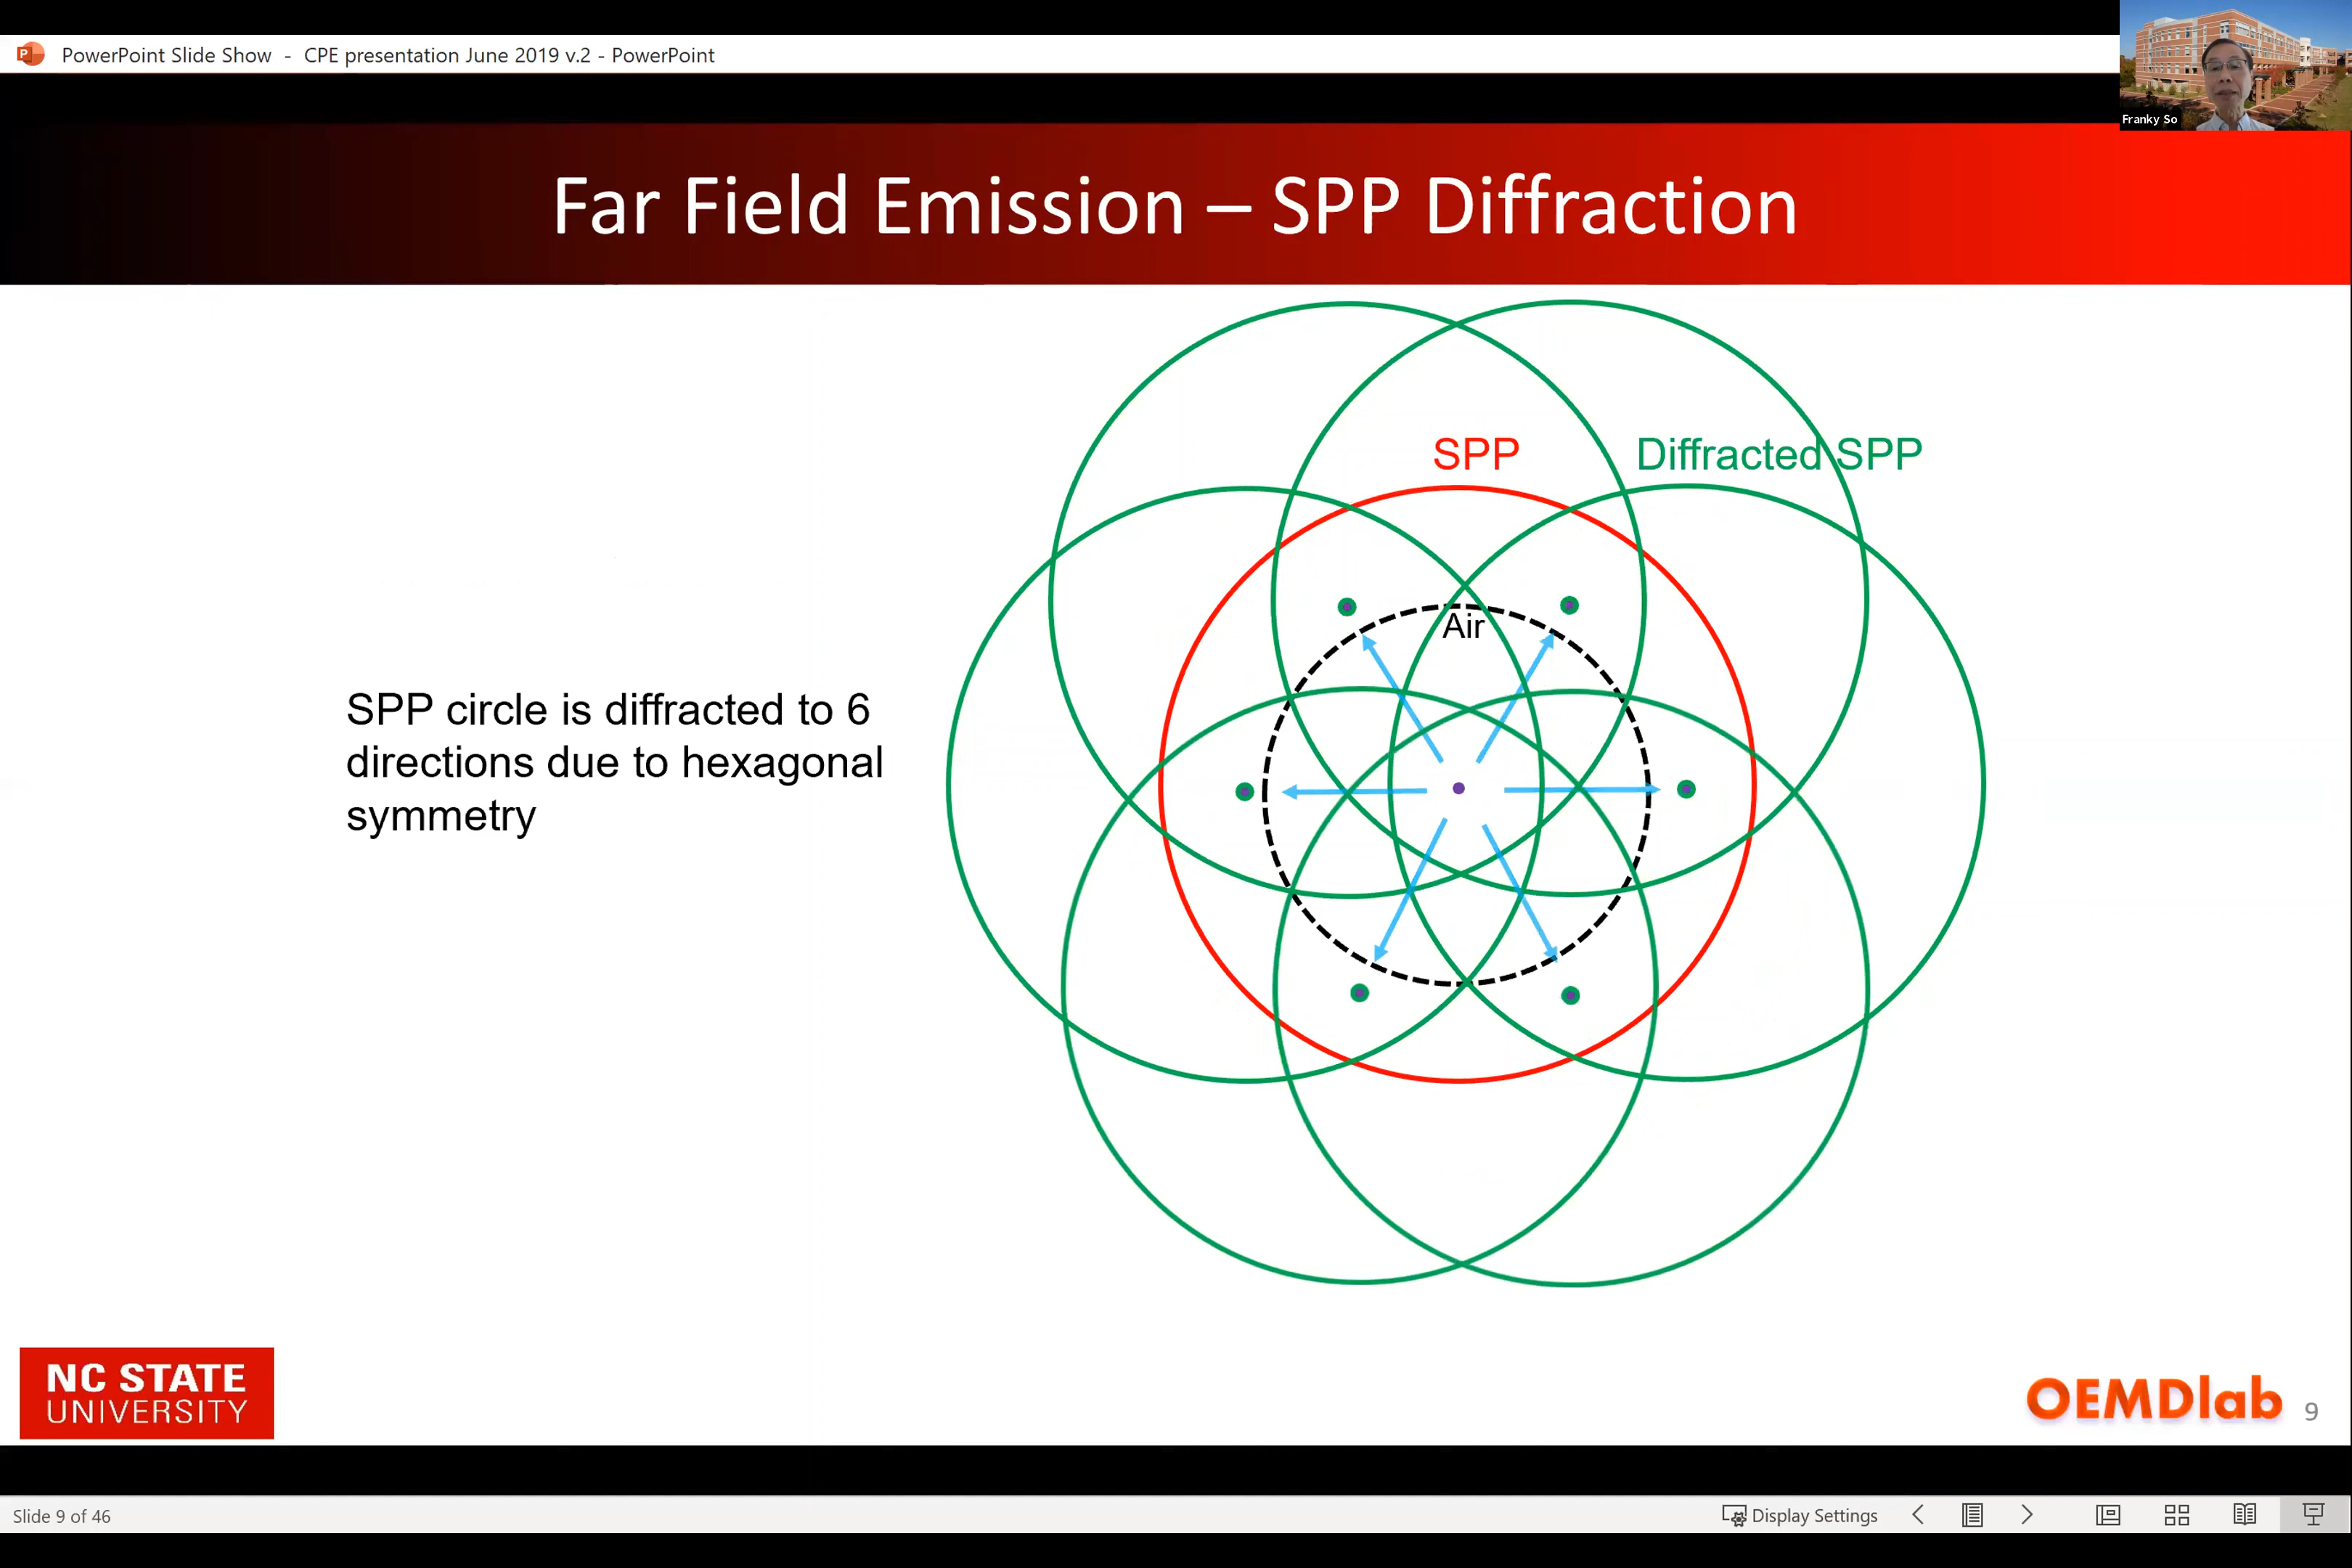 PowerPoint Slide Show - CPE presentation June 2019 v.2 - PowerPoint
Franky So
Far Field Emission – SPP Diffraction
SPP
Diffracted SPP
Air
SPP circle is diffracted to 6
directions due to hexagonal
symmetry
NC STATE
UNIVERSITY
OEMDlab
9
Slide 9 of 46
Display Settings